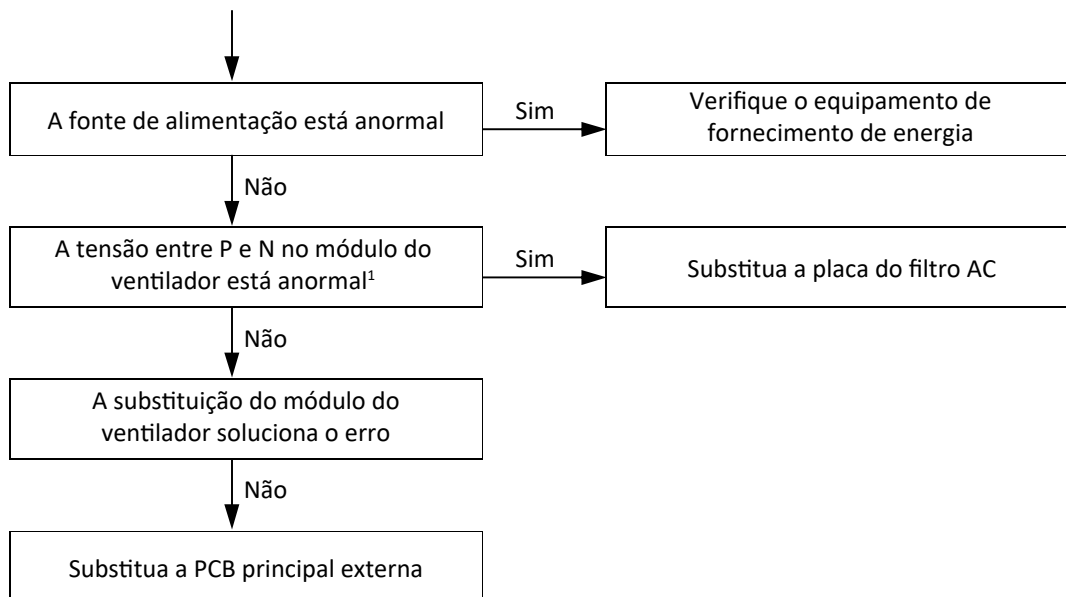 A fonte de alimentação está anormal
Sim
Verifique o equipamento de
fornecimento de energia
Não
A tensão entre P e N no módulo do
ventilador está anormal¹
Sim
Substitua a placa do filtro AC
Não
A substituição do módulo do
ventilador soluciona o erro
Não
Substitua a PCB principal externa